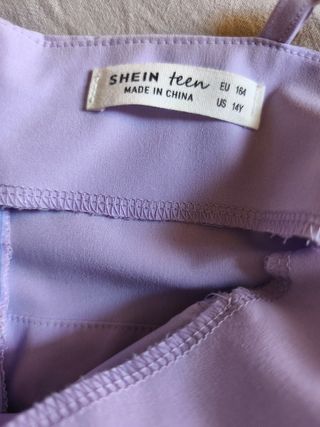 SHEIN teen EU 164
MADE IN CHINA US 14Y